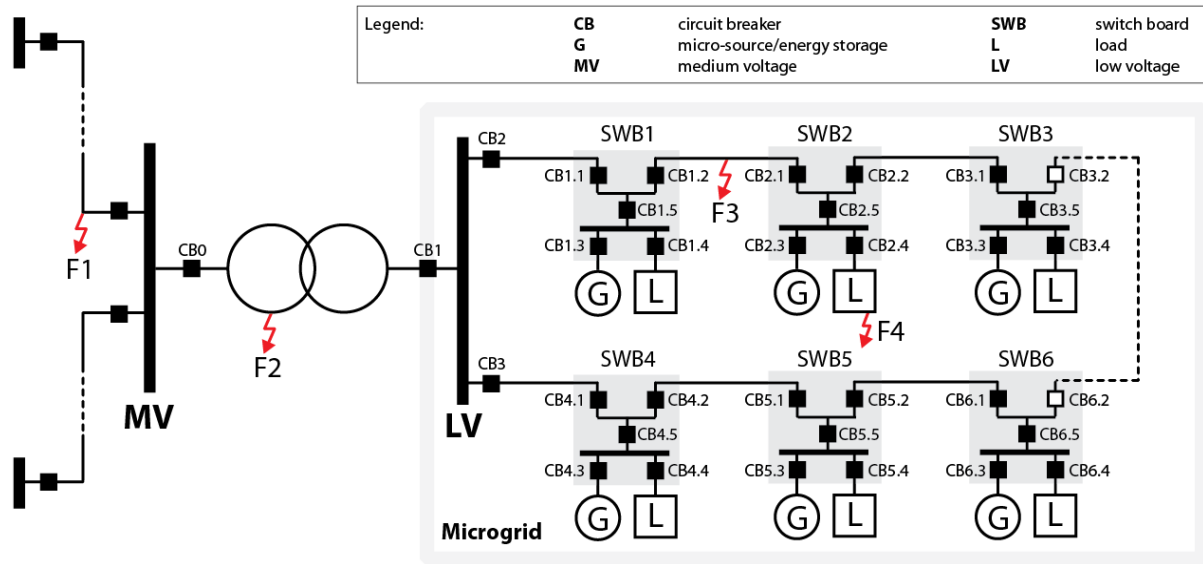 Legend: CB circuit breaker SWB switch board
G micro-source/energy storage L load
MV medium voltage LV low voltage
CB2 SWB1 SWB2 SWB3
CB1.1 CB1.2 CB2.1 CB2.2 CB3.1 CB3.2
F3
CB1.5 CB2.5 CB3.5
CB0 CB1 CB1.3 CB1.4 CB2.3 CB2.4 CB3.3 CB3.4
F1
G L G L G L
F4
F2
CB3 SWB4 SWB5 SWB6
MV LV
CB4.1 CB4.2 CB5.1 CB5.2 CB6.1 CB6.2
CB4.5 CB5.5 CB6.5
CB4.3 CB4.4 CB5.3 CB5.4 CB6.3 CB6.4
G L G L G L
Microgrid